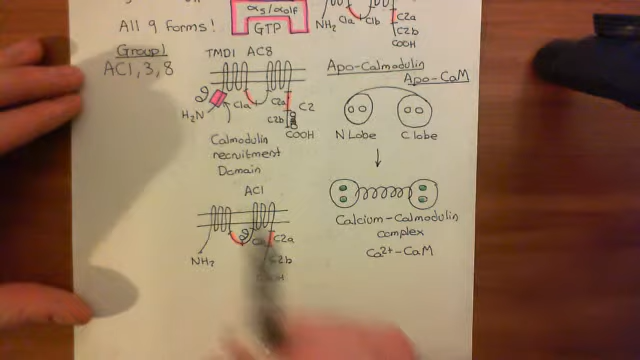 All 9 forms!
αs/αolf
GTP
NH2
C1a
C1b
C2a
C2b
COOH
Group 1
AC1, 3, 8
TMD1 AC8
H2N
C1a
C2a
C2
C2b
COOH
Calmodulin
recruitment
Domain
AC1
NH2
C2a
C2b
Apo-Calmodulin
Apo-CaM
N Lobe
C lobe
Calcium-Calmodulin
complex
Ca2+-CaM